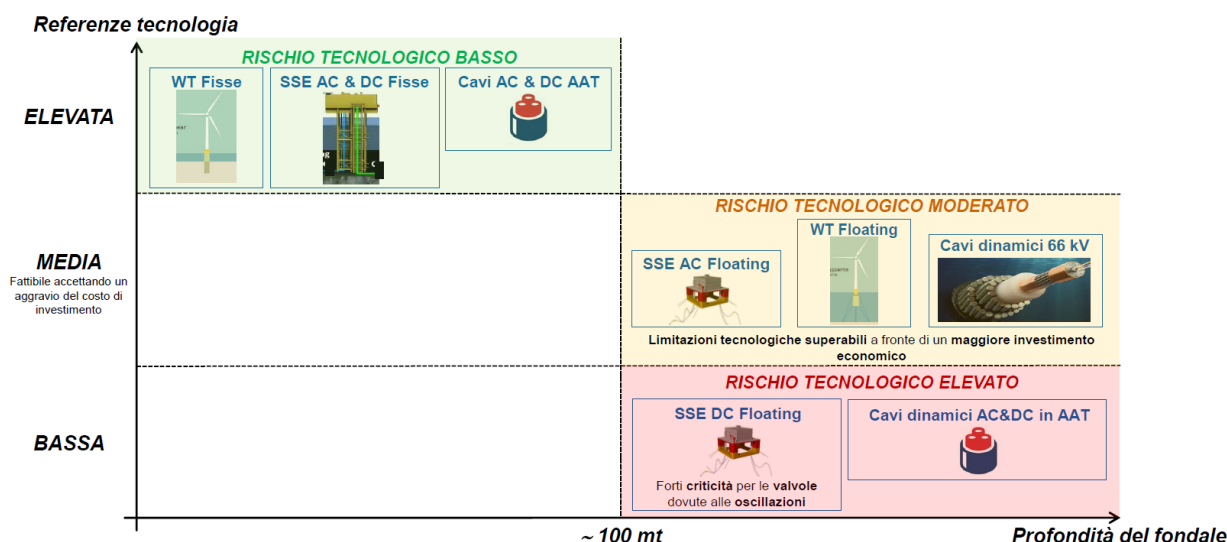 Referenze tecnologia
RISCHIO TECNOLOGICO BASSO
WT Fisse
SSE AC & DC Fisse
Cavi AC & DC AAT
ELEVATA
RISCHIO TECNOLOGICO MODERATO
WT Floating
SSE AC Floating
Cavi dinamici 66 kV
MEDIA
Fattibile accettando un
aggravio del costo di
investimento
Limitazioni tecnologiche superabili a fronte di un maggiore investimento
economico
RISCHIO TECNOLOGICO ELEVATO
SSE DC Floating
Cavi dinamici AC&DC in AAT
BASSA
Forti criticità per le valvole
dovute alle oscillazioni
~ 100 mt
Profondità del fondale